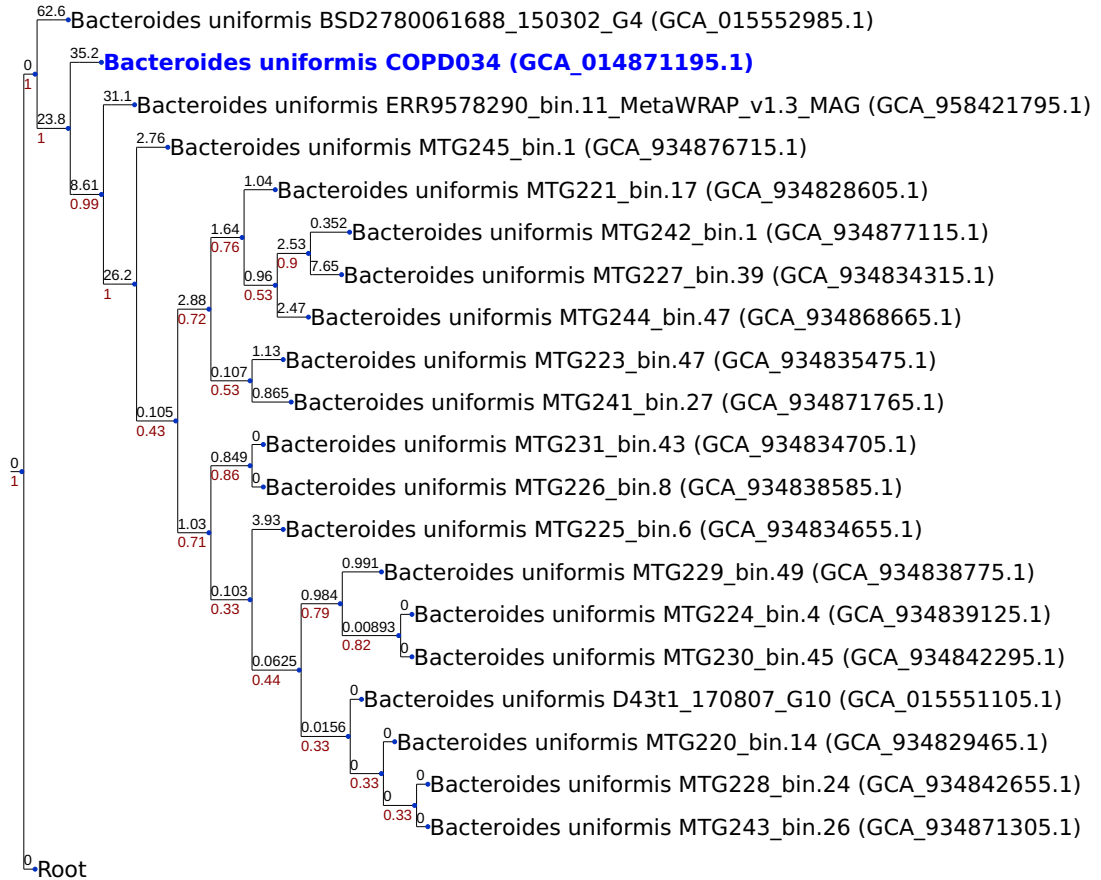 62.6 Bacteroides uniformis BSD2780061688_150302_G4 (GCA_015552985.1)
35.2 Bacteroides uniformis COPD034 (GCA_014871195.1)
0
1
31.1 Bacteroides uniformis ERR9578290_bin.11_MetaWRAP_v1.3_MAG (GCA_958421795.1)
23.8
1
2.76 Bacteroides uniformis MTG245_bin.1 (GCA_934876715.1)
1.04 Bacteroides uniformis MTG221_bin.17 (GCA_934828605.1)
8.61
0.99
0.352 Bacteroides uniformis MTG242_bin.1 (GCA_934877115.1)
1.64
0.76
2.53
0.9
7.65 Bacteroides uniformis MTG227_bin.39 (GCA_934834315.1)
26.2
1
0.96
0.53
2.47 Bacteroides uniformis MTG244_bin.47 (GCA_934868665.1)
2.88
0.72
1.13 Bacteroides uniformis MTG223_bin.47 (GCA_934835475.1)
0.107
0.53
0.865 Bacteroides uniformis MTG241_bin.27 (GCA_934871765.1)
0.105
0.43
0 Bacteroides uniformis MTG231_bin.43 (GCA_934834705.1)
0.849
0.86
0
1
0 Bacteroides uniformis MTG226_bin.8 (GCA_934838585.1)
3.93 Bacteroides uniformis MTG225_bin.6 (GCA_934834655.1)
1.03
0.71
0.991 Bacteroides uniformis MTG229_bin.49 (GCA_934838775.1)
0.103
0.33
0.984
0.79
0 Bacteroides uniformis MTG224_bin.4 (GCA_934839125.1)
0.00893
0.82
0 Bacteroides uniformis MTG230_bin.45 (GCA_934842295.1)
0.0625
0.44
0 Bacteroides uniformis D43t1_170807_G10 (GCA_015551105.1)
0.0156
0.33
0 Bacteroides uniformis MTG220_bin.14 (GCA_934829465.1)
0
0.33
0 Bacteroides uniformis MTG228_bin.24 (GCA_934842655.1)
0
0.33
0 Bacteroides uniformis MTG243_bin.26 (GCA_934871305.1)
0 Root